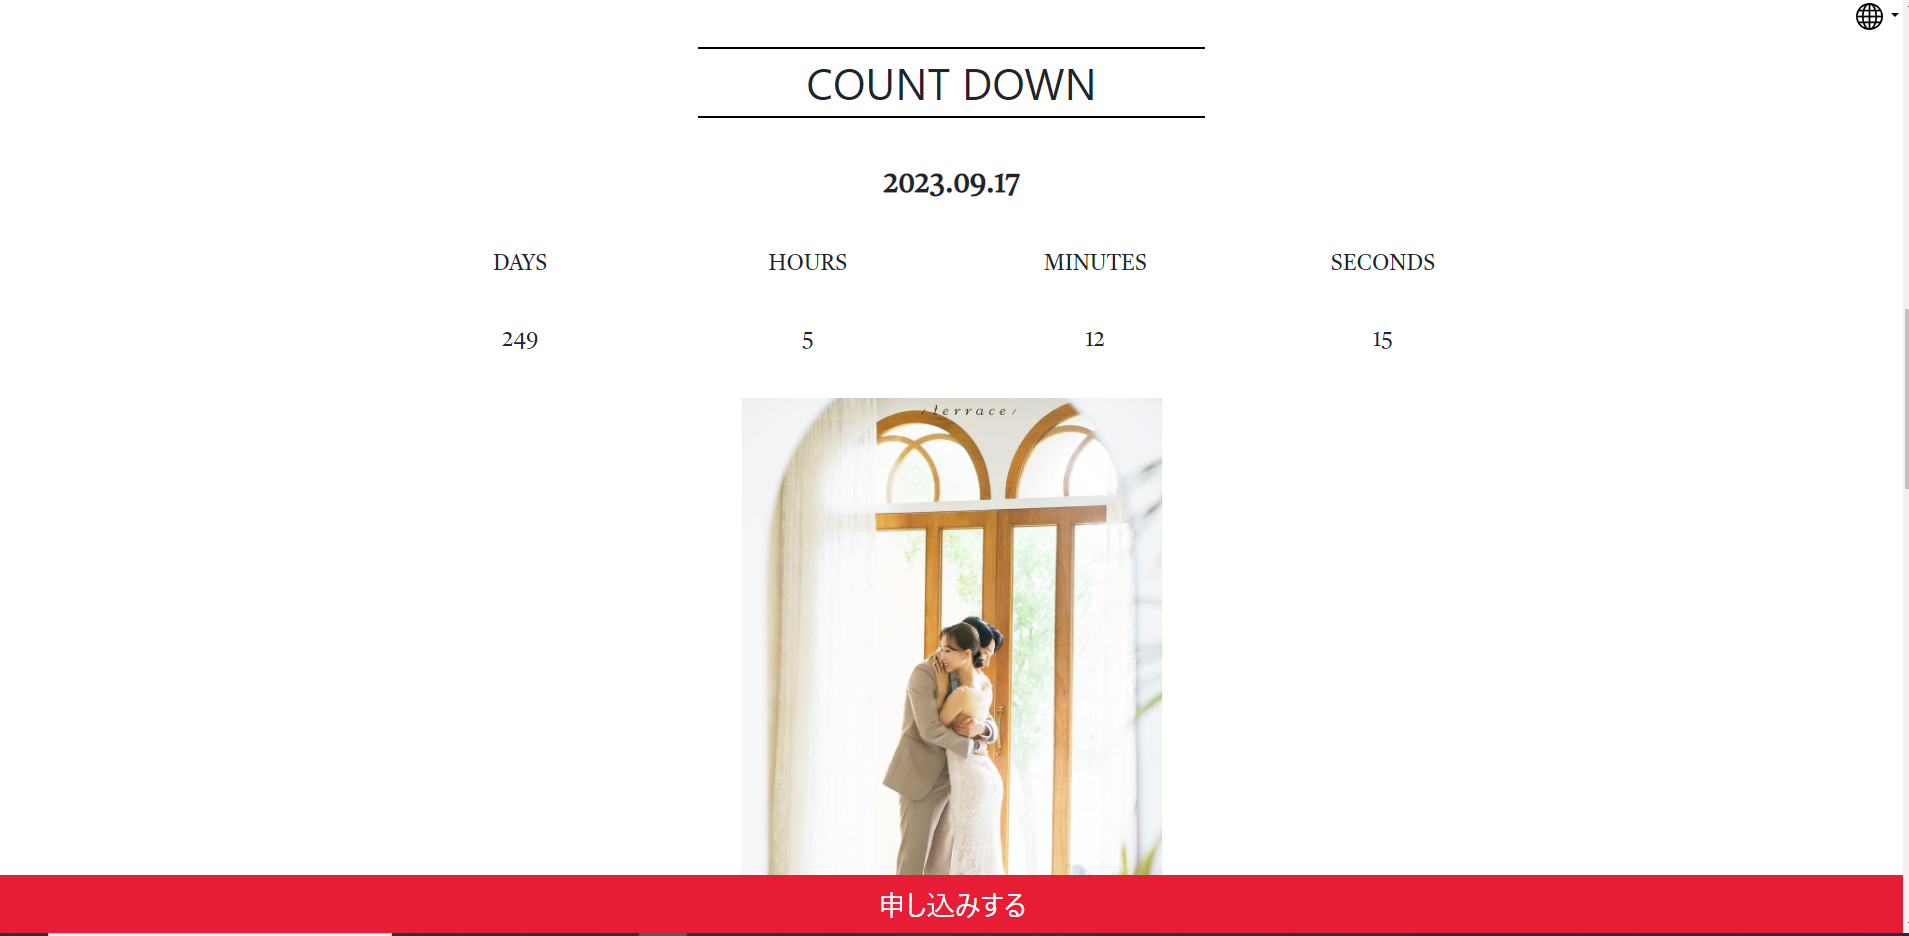 COUNT DOWN
2023.09.17
DAYS HOURS MINUTES SECONDS
249 5 12 15
/ terrace /
申し込みする